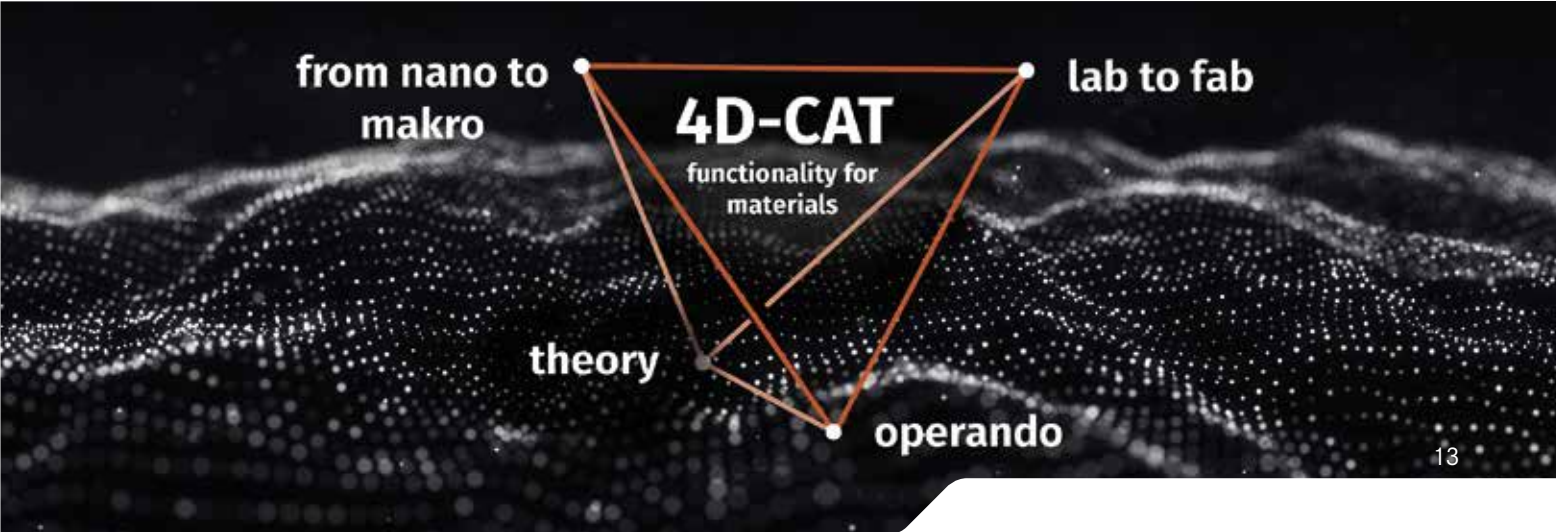 from nano to
makro
lab to fab
4D-CAT
functionality for
materials
theory
operando
13